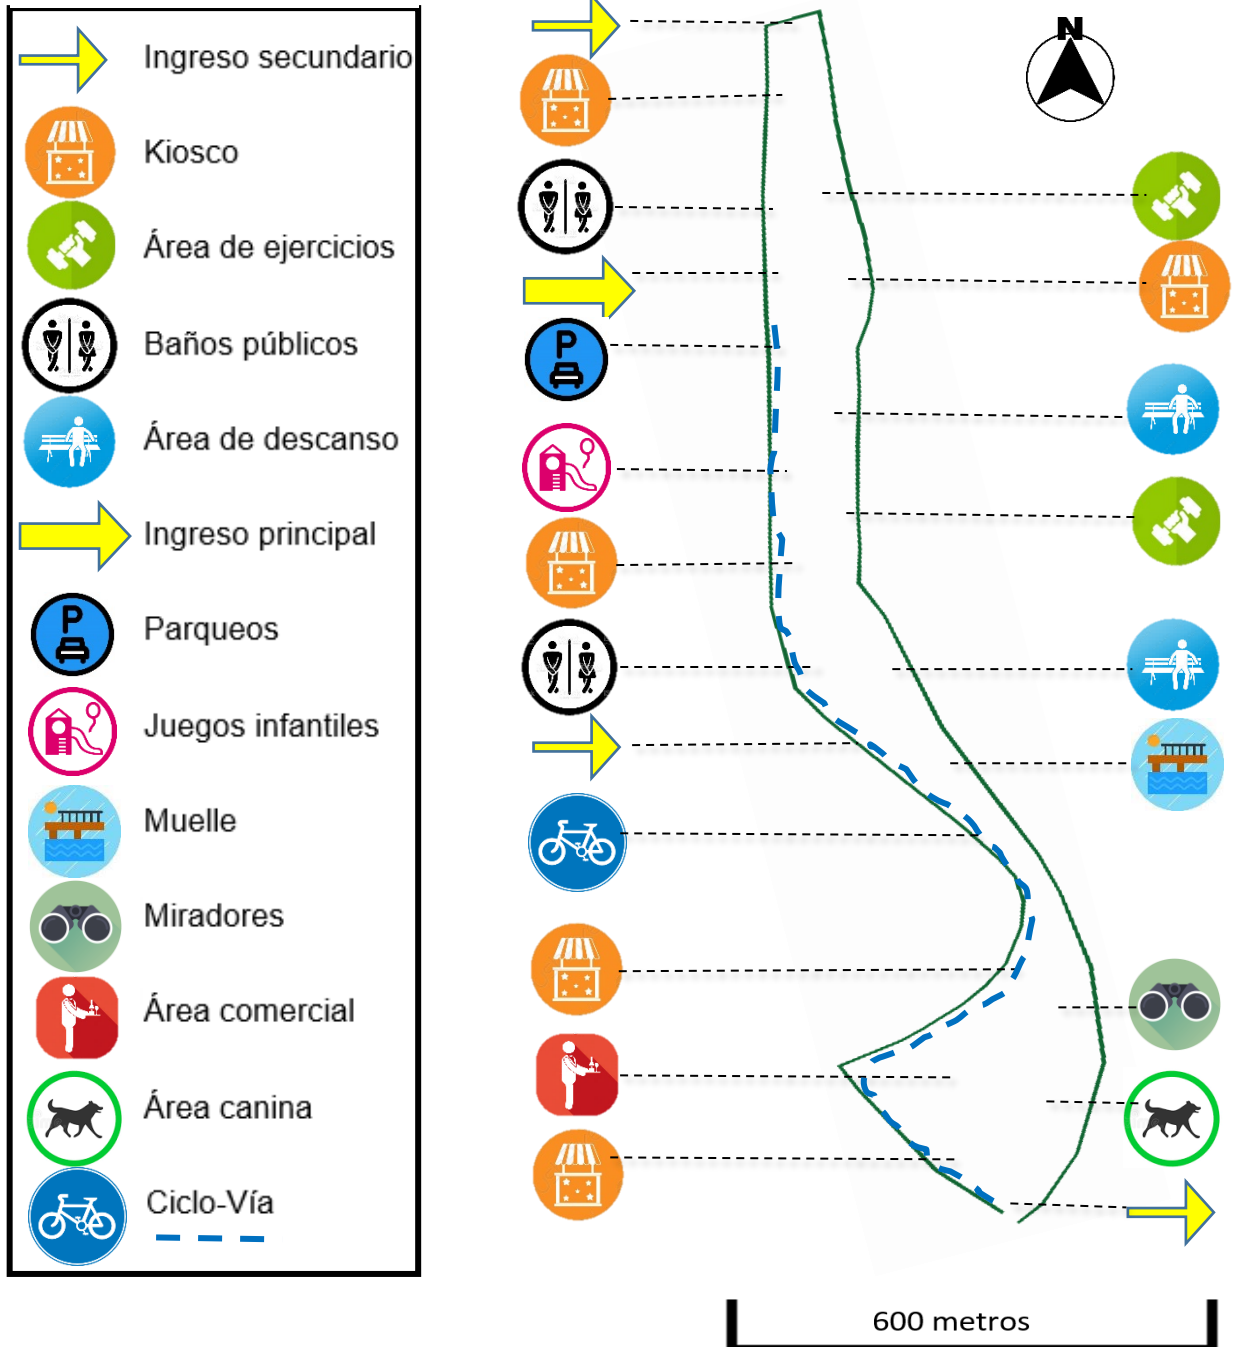 Ingreso secundario
Kiosco
Área de ejercicios
Baños públicos
Área de descanso
Ingreso principal
P
Parqueos
Juegos infantiles
Muelle
Miradores
Área comercial
Área canina
Ciclo-Vía
N
P
600 metros